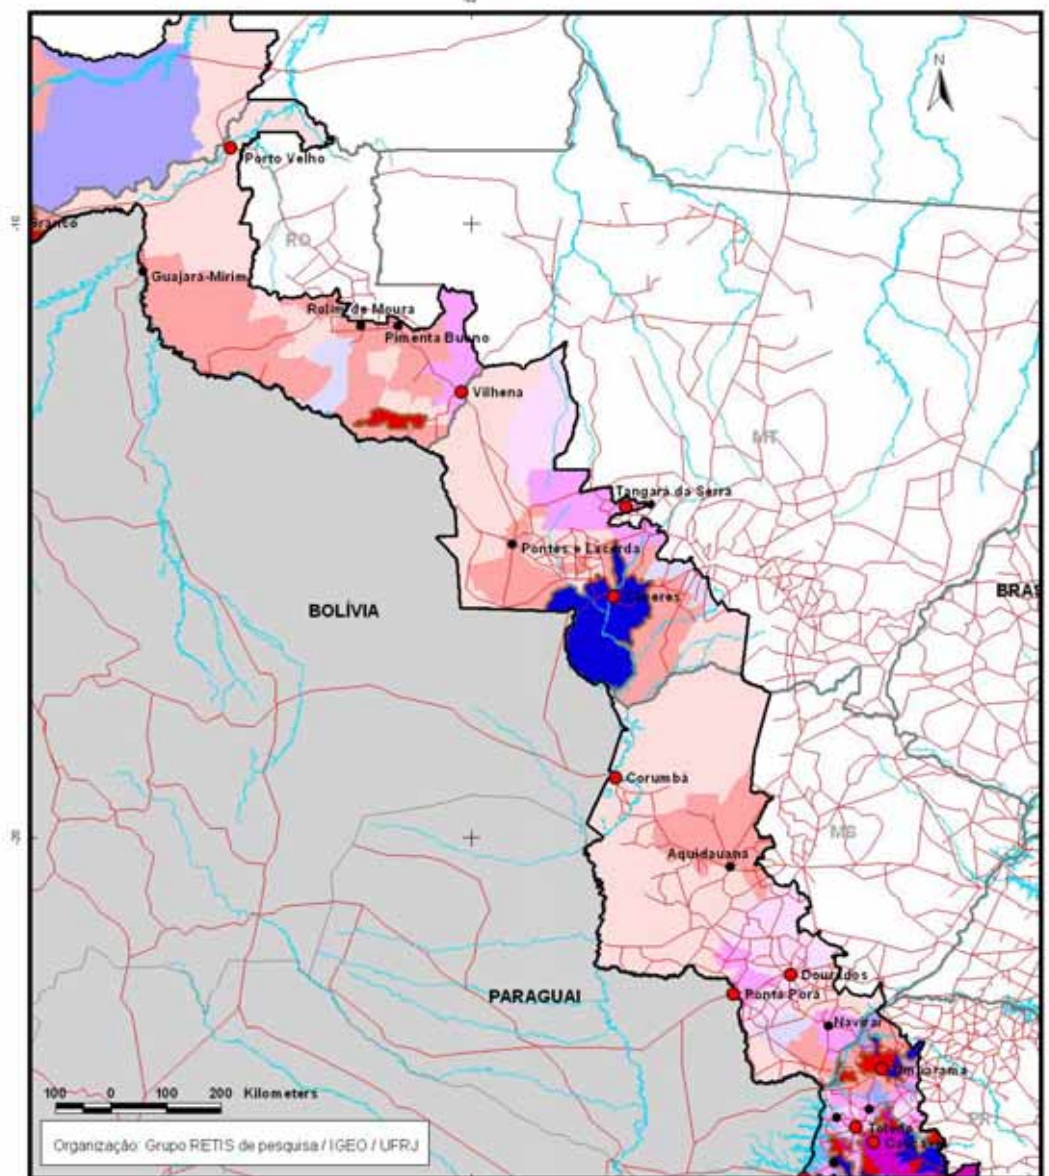 N
Porto Velho
Branco
RO
Guajará-Mirim
Rolim de Moura
Pimenta Bueno
Vilhena
MT
Tangará da Serra
Pontes e Lacerda
BRAS
BOLÍVIA
Corumbá
MS
Aquidauana
Dourados
PARAGUAI
Ponta Porã
Naviraí
Umuarama
100 0 100 200 Kilometers
PR
Toledo
Organização: Grupo RETIS de pesquisa / IGEO / UFRJ